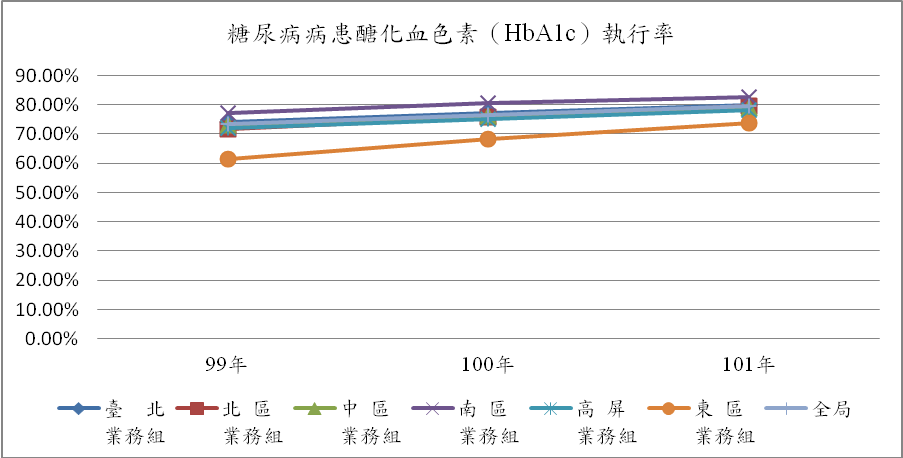 糖尿病病患醣化血色素（HbA1c）執行率
90.00%
80.00%
70.00%
60.00%
50.00%
40.00%
30.00%
20.00%
10.00%
0.00%
99年 100年 101年
臺 北 北 區 中 區 南 區 高 屏 東 區 全局
業務組 業務組 業務組 業務組 業務組 業務組